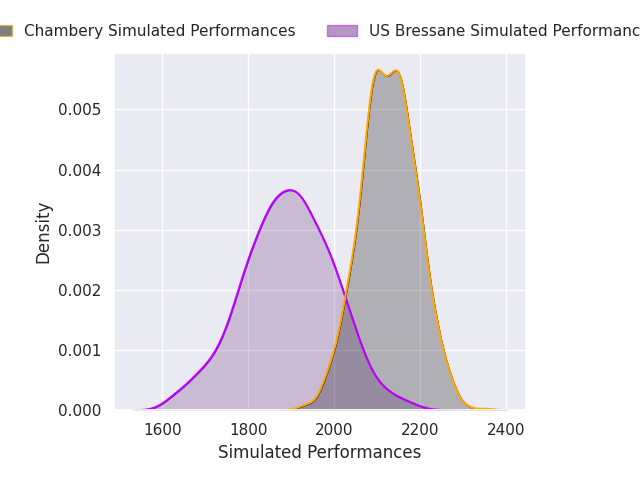 Chambery Simulated Performances
US Bressane Simulated Performanc
0.005
0.004
0.003
0.002
0.001
0.000
Density
1600 1800 2000 2200 2400
Simulated Performances